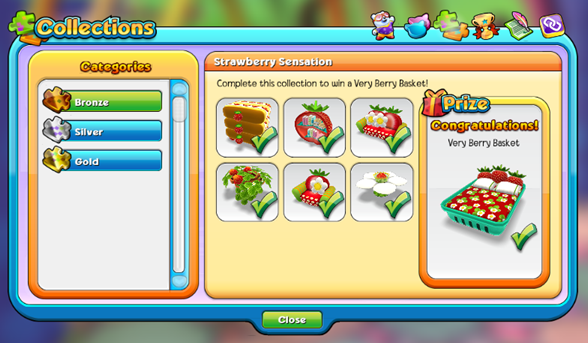 Collections
Categories
Bronze
Silver
Gold
Strawberry Sensation
Complete this collection to win a Very Berry Basket!
Prize
Congratulations!
Very Berry Basket
Close